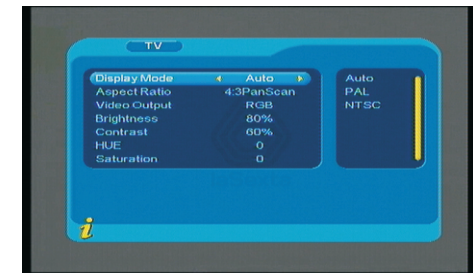 TV
Display Mode Auto
Aspect Ratio 4:3PanScan
Video Output RGB
Brightness 80%
Contrast 60%
HUE 0
Saturation 0
Auto
PAL
NTSC
i